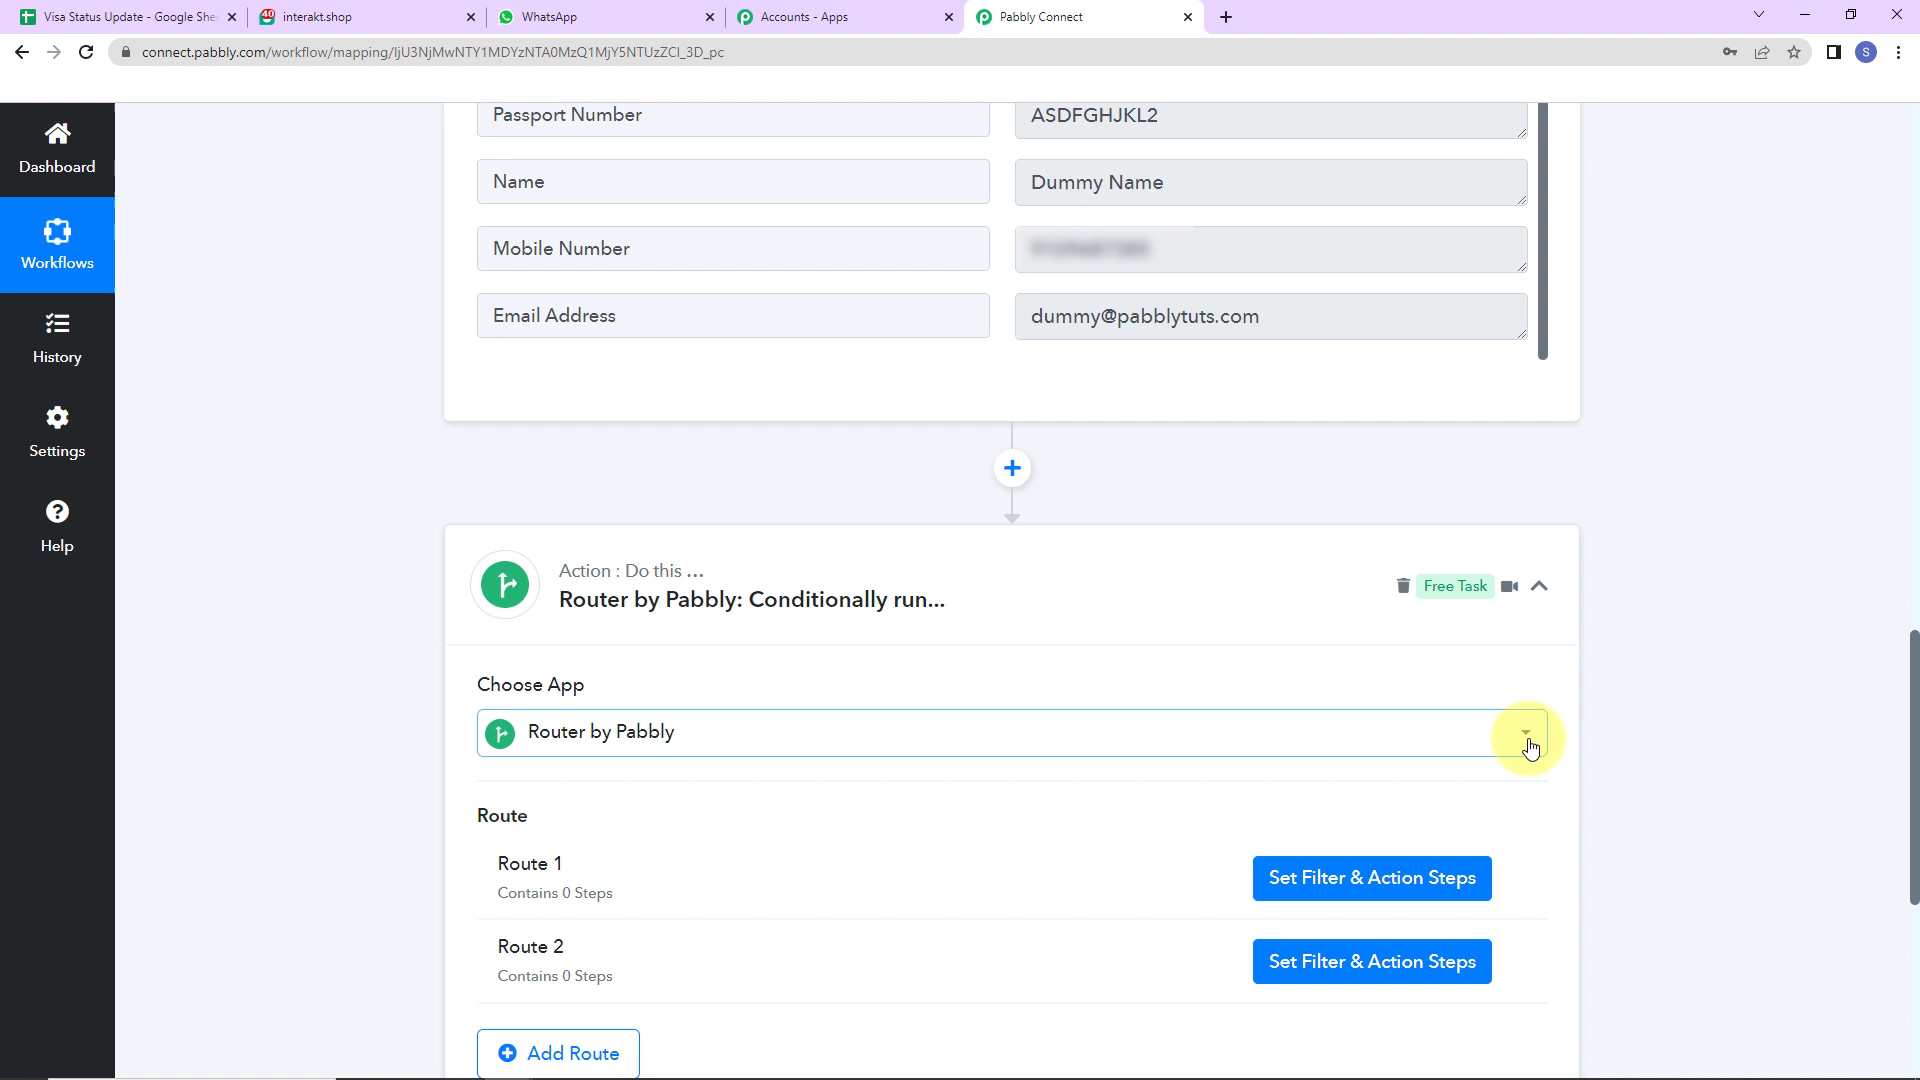 Visa Status Update - Google She
interakt.shop
WhatsApp
Accounts - Apps
Pabbly Connect
connect.pabbly.com/workflow/mapping/IjU3NjMwNTY1MDYzNTA0MzQ1MjY5NTUzZCI_3D_pc
S
Passport Number
ASDFGHJKL2
Dashboard
Name
Dummy Name
Workflows
Mobile Number
Email Address
dummy@pabblytuts.com
History
Settings
Help
Action : Do this ...
Router by Pabbly: Conditionally run...
Free Task
Choose App
Router by Pabbly
Route
Route 1
Contains 0 Steps
Set Filter & Action Steps
Route 2
Contains 0 Steps
Set Filter & Action Steps
Add Route